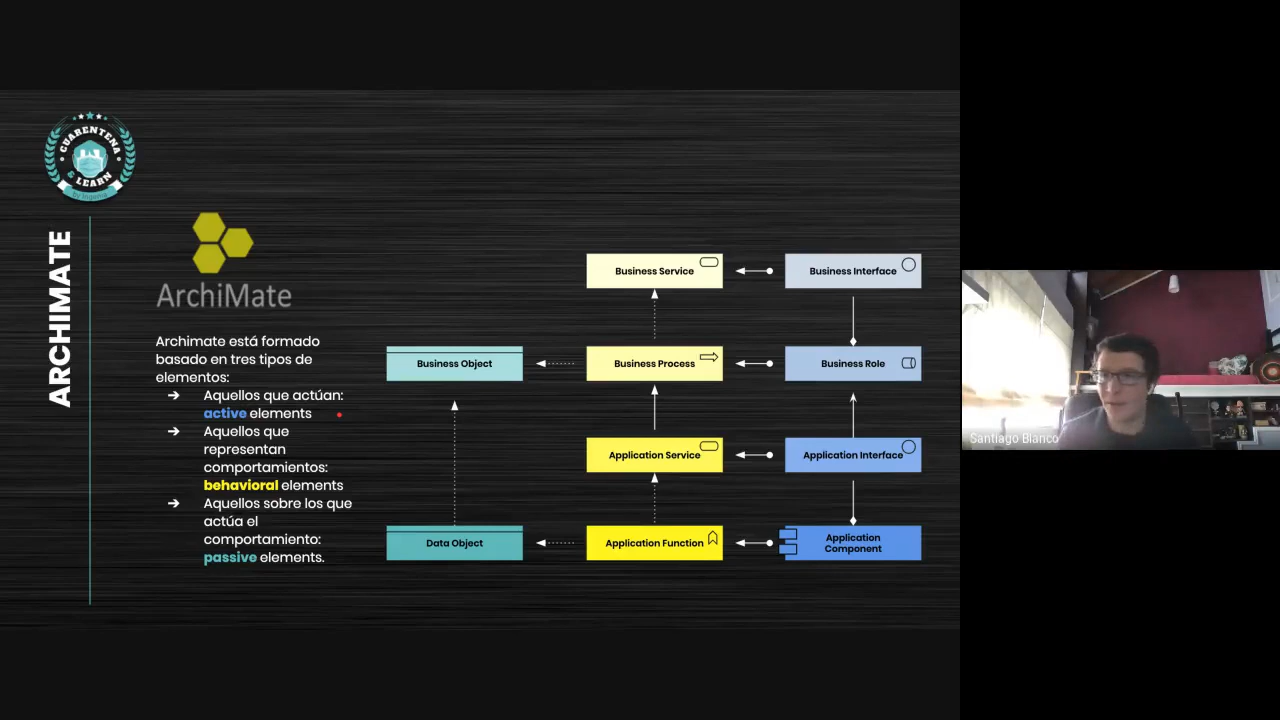 CUARENTENA
& LEARN
by Ingenia
ARCHIMATE
ArchiMate
Archimate está formado
basado en tres tipos de
elementos:
➔ Aquellos que actúan:
active elements
➔ Aquellos que
representan
comportamientos:
behavioral elements
➔ Aquellos sobre los que
actúa el
comportamiento:
passive elements.
Business Service
Business Interface
Business Object
Business Process
Business Role
Application Service
Application Interface
Data Object
Application Function
Application
Component
Santiago Blanco